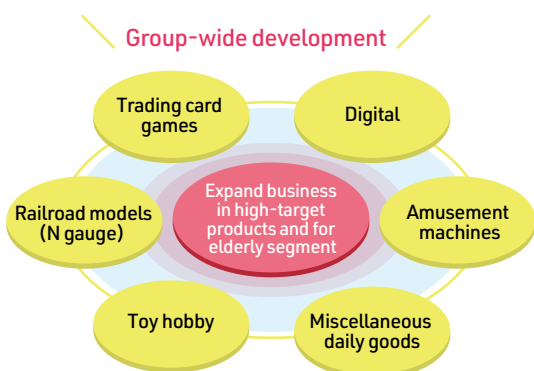 Group-wide development
Trading card
games
Digital
Railroad models
(N gauge)
Expand business
in high-target
products and for
elderly segment
Amusement
machines
Toy hobby
Miscellaneous
daily goods